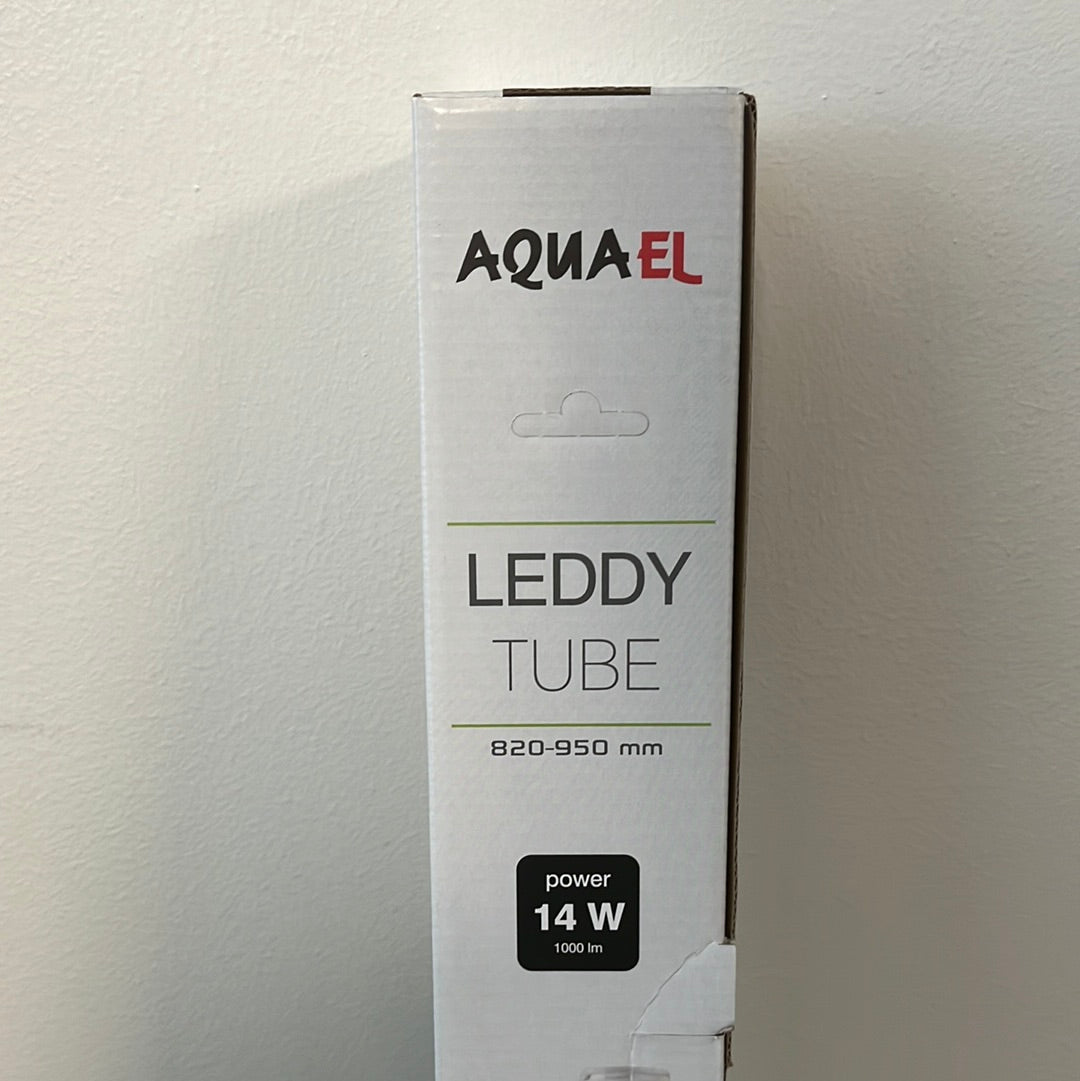 AQUAEL
LEDDY
TUBE
820-950 mm
power
14 W
1000 lm